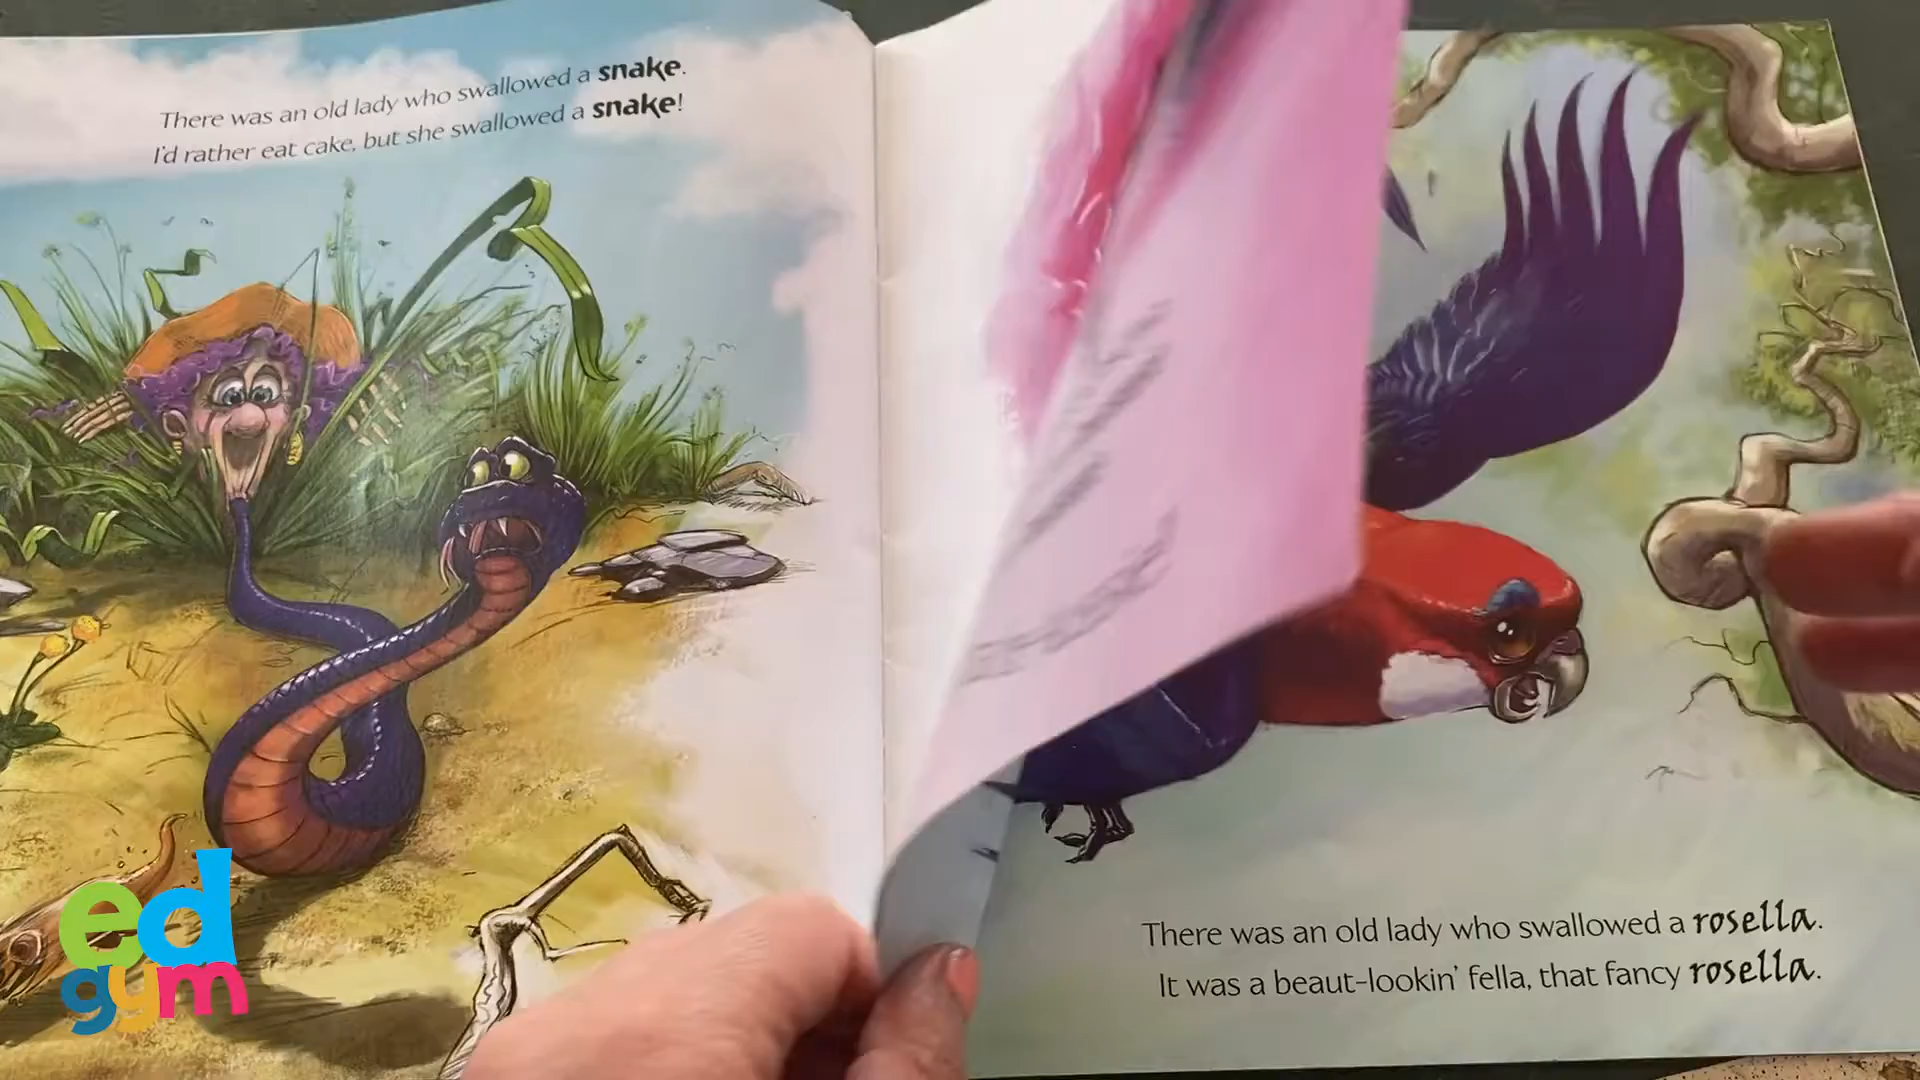 There was an old lady who swallowed a snake.
I'd rather eat cake, but she swallowed a snake!
There was an old lady who swallowed a rosella.
It was a beaut-lookin' fella, that fancy rosella.
ed
gym